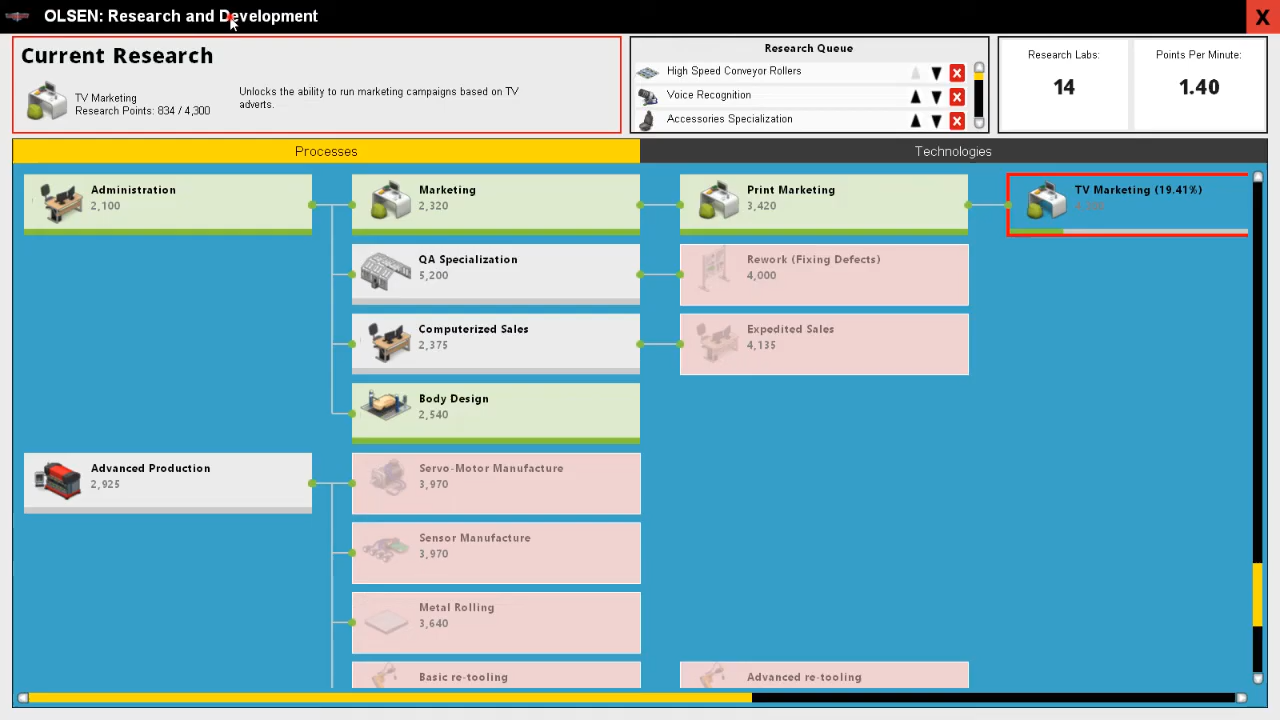 OLSEN: Research and Development
X
Current Research
TV Marketing
Research Points: 834 / 4,300
Unlocks the ability to run marketing campaigns based on TV
adverts.
Research Queue
High Speed Conveyor Rollers
Voice Recognition
Accessories Specialization
Research Labs:
14
Points Per Minute:
1.40
Processes
Technologies
Administration
2,100
Marketing
2,320
Print Marketing
3,420
TV Marketing (19.41%)
4,300
QA Specialization
5,200
Rework (Fixing Defects)
4,000
Computerized Sales
2,375
Expedited Sales
4,135
Body Design
2,540
Advanced Production
2,925
Servo-Motor Manufacture
3,970
Sensor Manufacture
3,970
Metal Rolling
3,640
Basic re-tooling
Advanced re-tooling